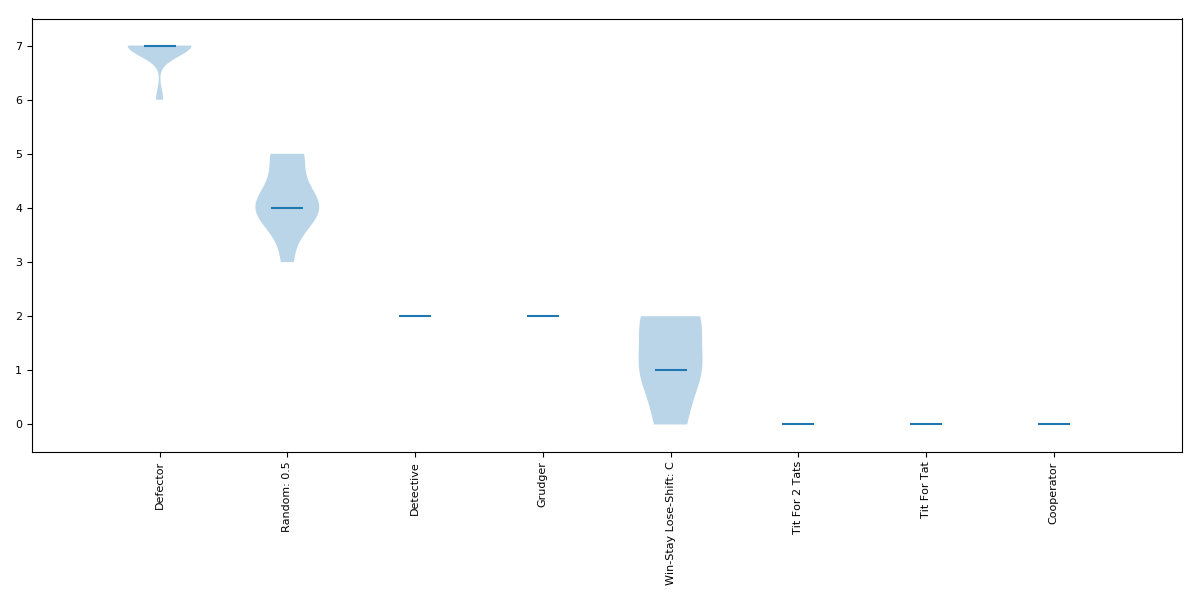 7
6
5
4
3
2
1
0
Defector
Random: 0.5
Detective
Grudger
Win-Stay Lose-Shift: C
Tit For 2 Tats
Tit For Tat
Cooperator